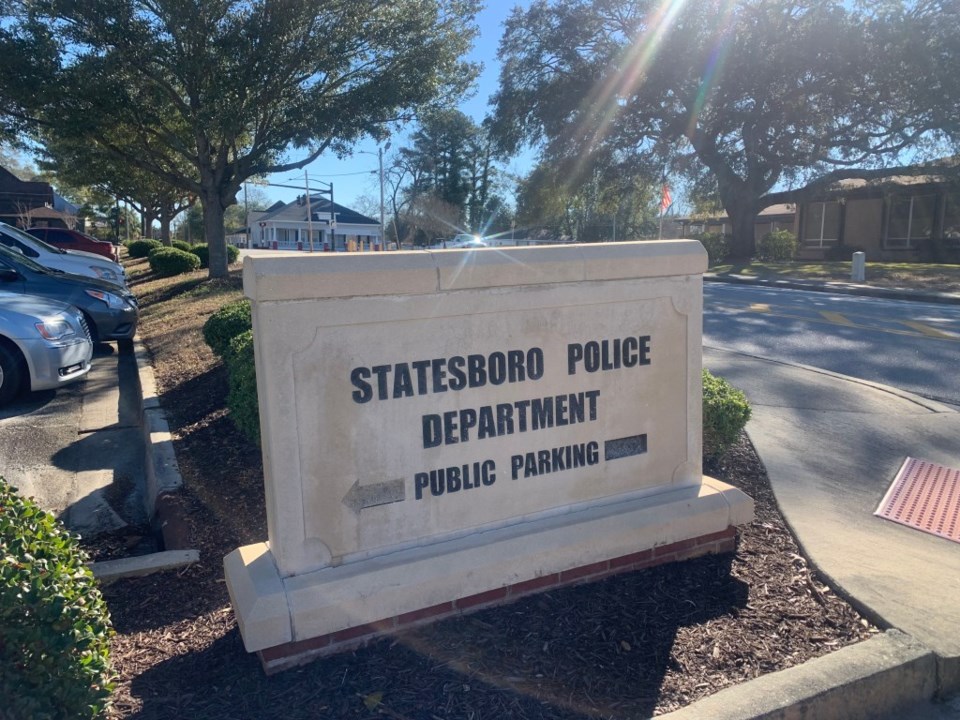 STATESBORO POLICE
DEPARTMENT
PUBLIC PARKING